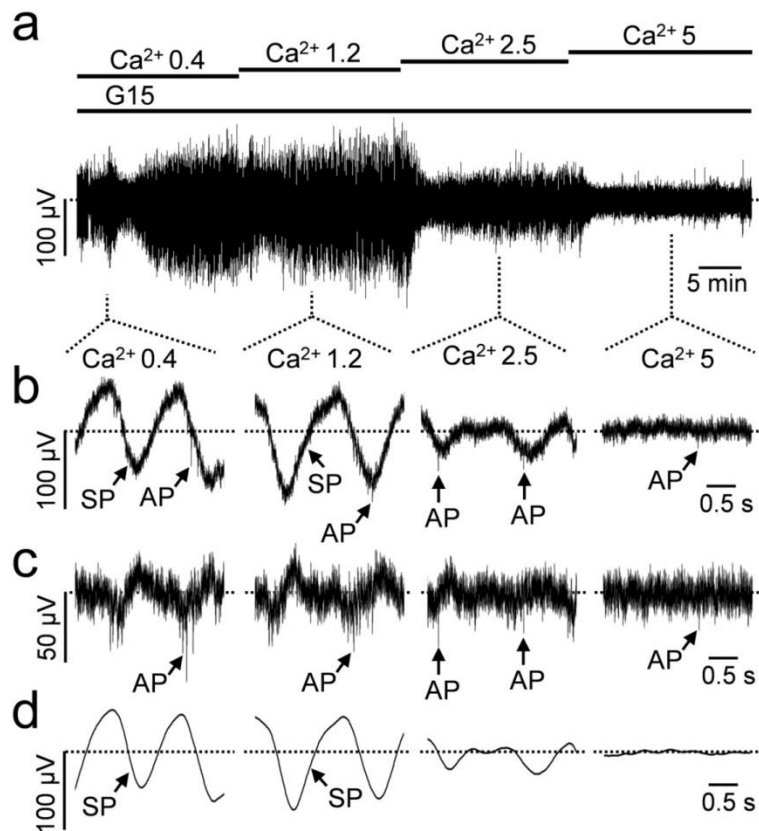 a
Ca²⁺ 0.4 Ca²⁺ 1.2 Ca²⁺ 2.5 Ca²⁺ 5
G15
100 µV
5 min
Ca²⁺ 0.4 Ca²⁺ 1.2 Ca²⁺ 2.5 Ca²⁺ 5
b
100 µV
SP AP SP AP AP AP AP
0.5 s
c
50 µV
AP AP AP AP AP
0.5 s
d
100 µV
SP SP
0.5 s